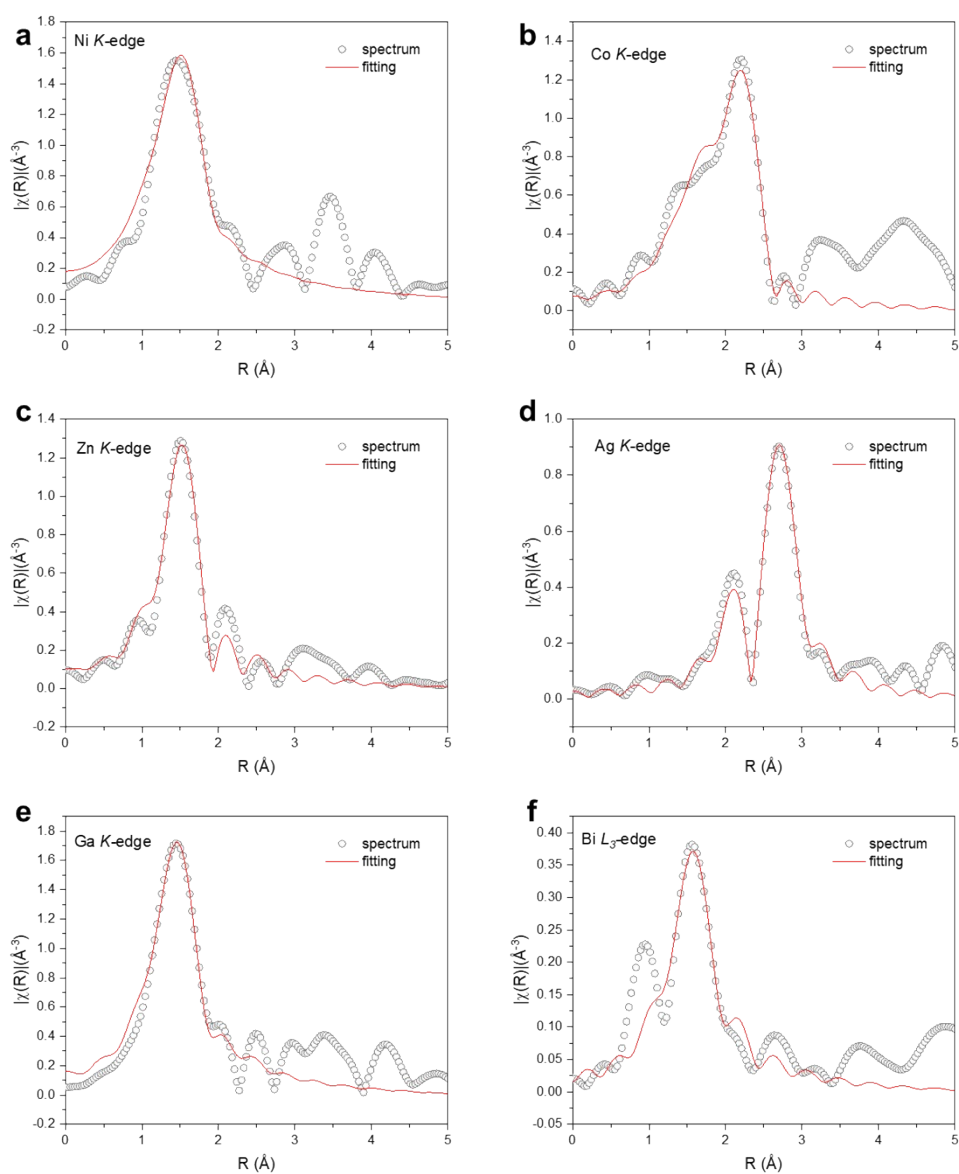 a
Ni K-edge
spectrum
fitting
1.8
1.6
1.4
1.2
1.0
0.8
0.6
0.4
0.2
0.0
-0.2
|χ(R)|(Å-3)
0 1 2 3 4 5
R (Å)
b
Co K-edge
spectrum
fitting
1.4
1.2
1.0
0.8
0.6
0.4
0.2
0.0
|χ(R)|(Å-3)
0 1 2 3 4 5
R (Å)
c
Zn K-edge
spectrum
fitting
1.4
1.2
1.0
0.8
0.6
0.4
0.2
0.0
-0.2
|χ(R)|(Å-3)
0 1 2 3 4 5
R (Å)
d
Ag K-edge
spectrum
fitting
1.0
0.8
0.6
0.4
0.2
0.0
|χ(R)|(Å-3)
0 1 2 3 4 5
R (Å)
e
Ga K-edge
spectrum
fitting
1.8
1.6
1.4
1.2
1.0
0.8
0.6
0.4
0.2
0.0
-0.2
|χ(R)|(Å-3)
0 1 2 3 4 5
R (Å)
f
Bi L3-edge
spectrum
fitting
0.40
0.35
0.30
0.25
0.20
0.15
0.10
0.05
0.00
-0.05
|χ(R)|(Å-3)
0 1 2 3 4 5
R (Å)